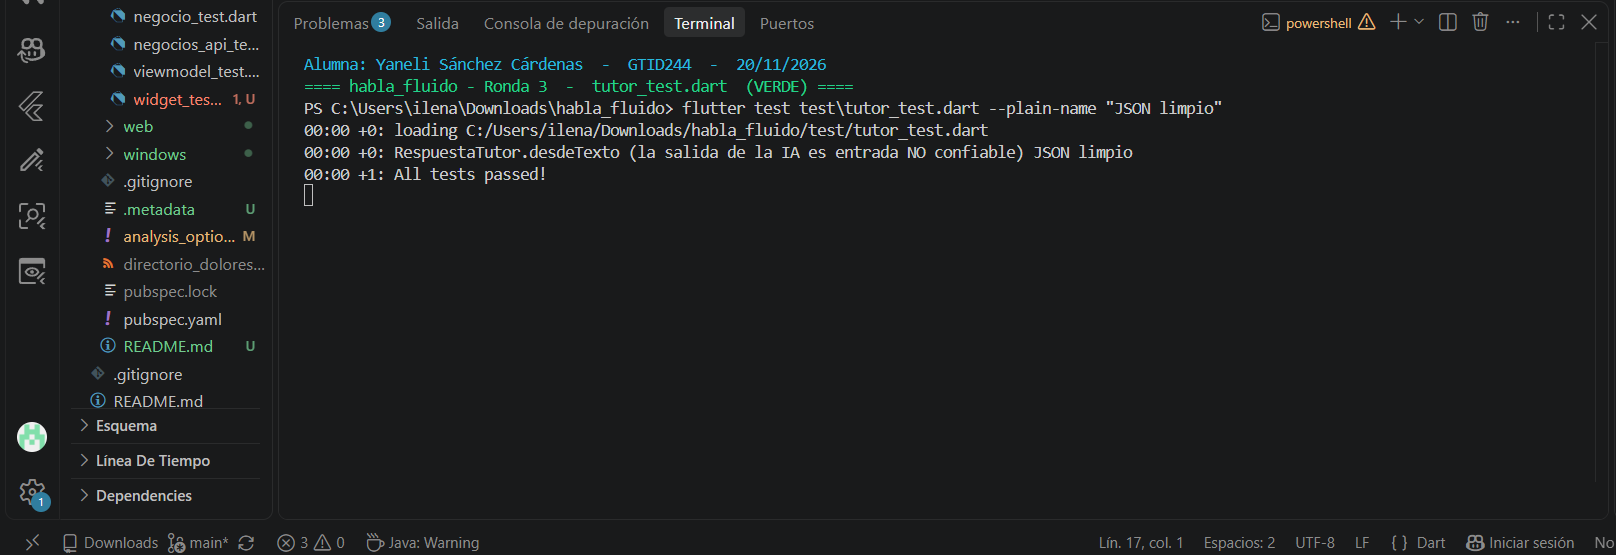 negocio_test.dart
negocios_api_te...
viewmodel_test....
widget_tes... 1, U
web
windows
.gitignore
.metadata U
analysis_optio... M
directorio_dolores...
pubspec.lock
pubspec.yaml
README.md U
.gitignore
README.md
Esquema
Línea De Tiempo
Dependencies
1
Problemas 3 Salida Consola de depuración Terminal Puertos
powershell
Alumna: Yaneli Sánchez Cárdenas - GTID244 - 20/11/2026
==== habla_fluido - Ronda 3 - tutor_test.dart (VERDE) ====
PS C:\Users\ilena\Downloads\habla_fluido> flutter test test\tutor_test.dart --plain-name "JSON limpio"
00:00 +0: loading C:/Users/ilena/Downloads/habla_fluido/test/tutor_test.dart
00:00 +0: RespuestaTutor.desdeTexto (la salida de la IA es entrada NO confiable) JSON limpio
00:00 +1: All tests passed!
Downloads main* 3 0 Java: Warning Lín. 17, col. 1 Espacios: 2 UTF-8 LF { } Dart Iniciar sesión No